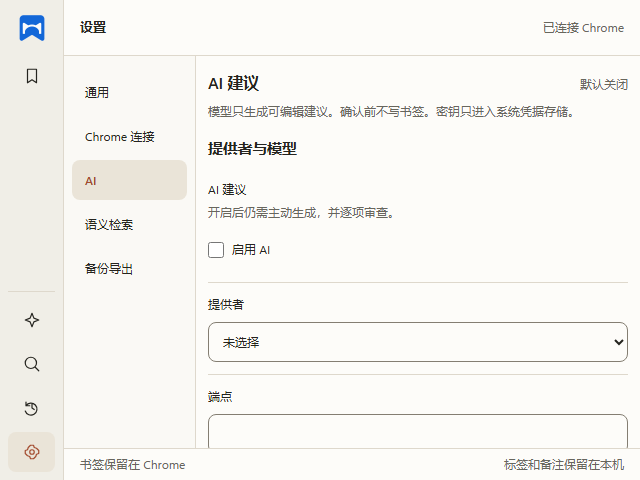 设置
已连接 Chrome
通用
Chrome 连接
AI
语义检索
备份导出
AI 建议
默认关闭
模型只生成可编辑建议。确认前不写书签。密钥只进入系统凭据存储。
提供者与模型
AI 建议
开启后仍需主动生成，并逐项审查。
启用 AI
提供者
未选择
端点
书签保留在 Chrome
标签和备注保留在本机